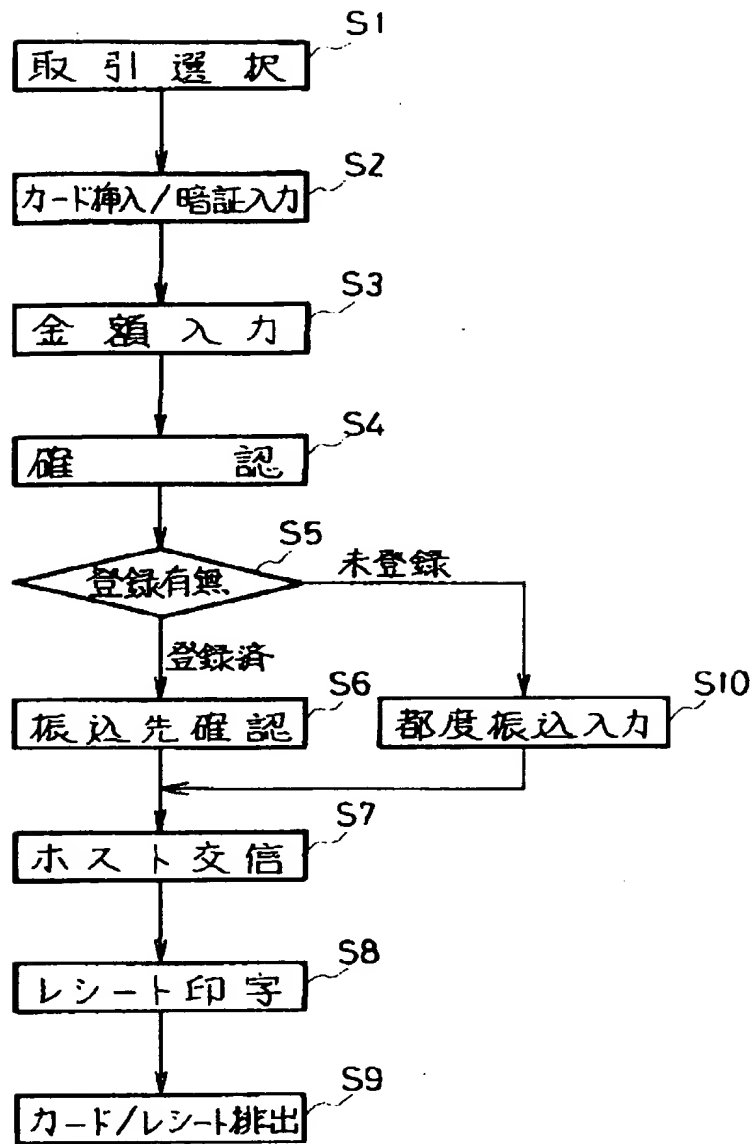 S1
取引選択
S2
カード挿入/暗証入力
S3
金額入力
S4
確認
S5
登録有無
未登録
登録済
S6
振込先確認
S10
都度振込入力
S7
ホスト交信
S8
レシート印字
S9
カード/レシート排出